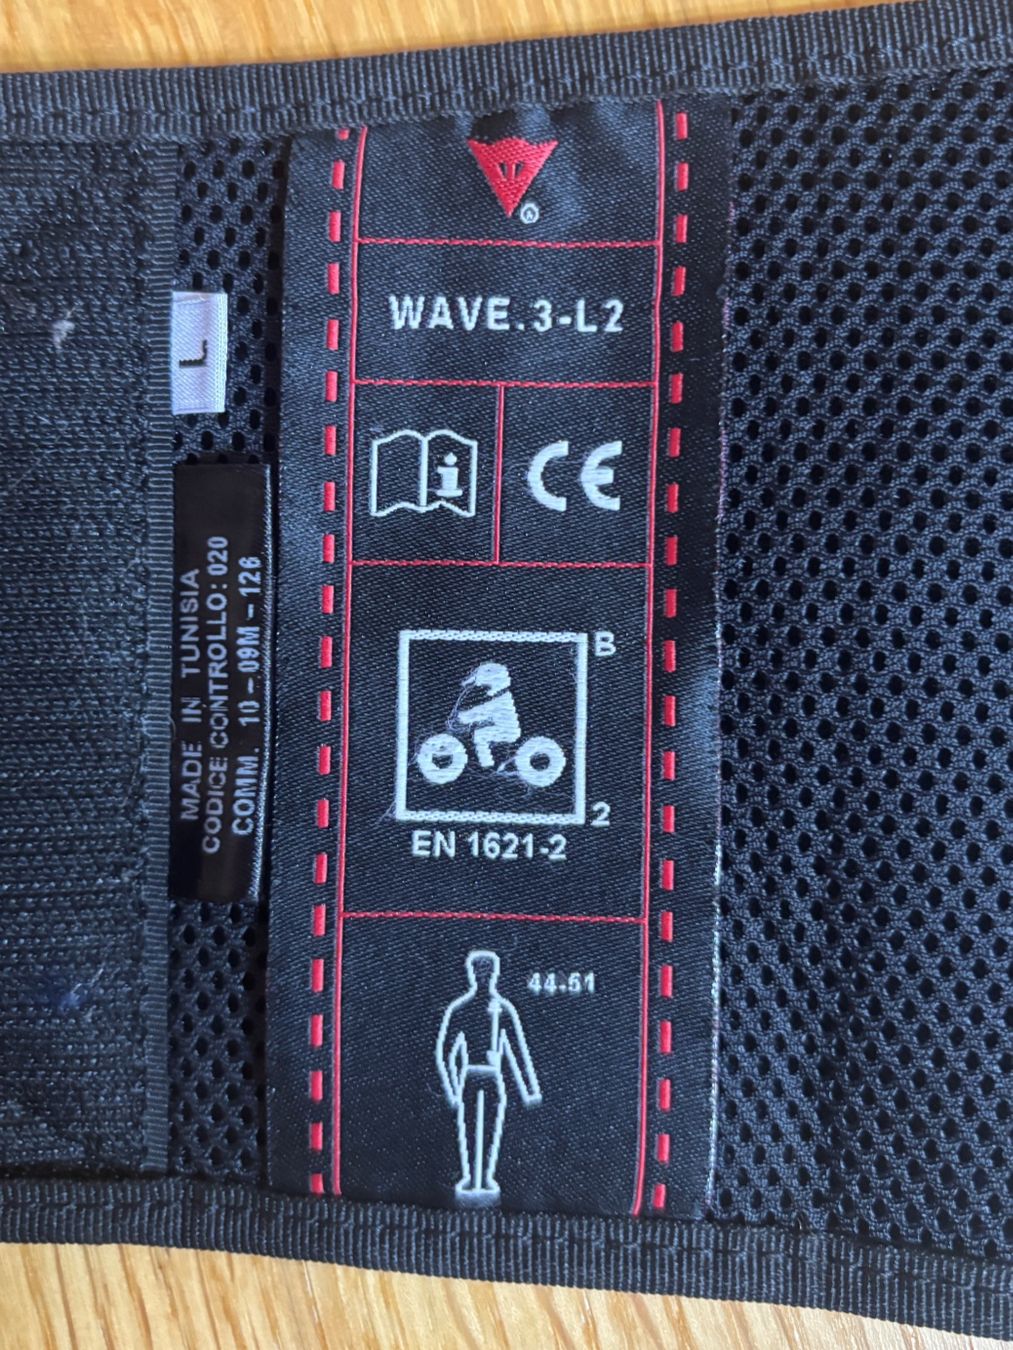 WAVE.3-L2
i
CE
B
2
EN 1621-2
44-51
L
MADE IN TUNISIA
CODICE CONTROLLO: 020
COMM. 10-09M-126